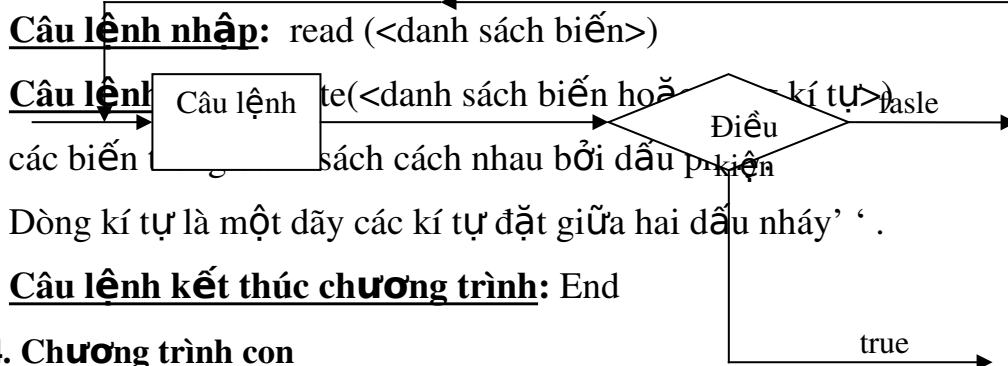 Câu lệnh nhập: read (<danh sách biến>)
Câu lệnh te(<danh sách biến hoặ kí tự>)
Câu lệnh
Điều
kiện
fasle
các biến sách cách nhau bởi dấu
Dòng kí tự là một dãy các kí tự đặt giữa hai dấu nháy’ ‘ .
Câu lệnh kết thúc chương trình: End
. Chương trình con
true